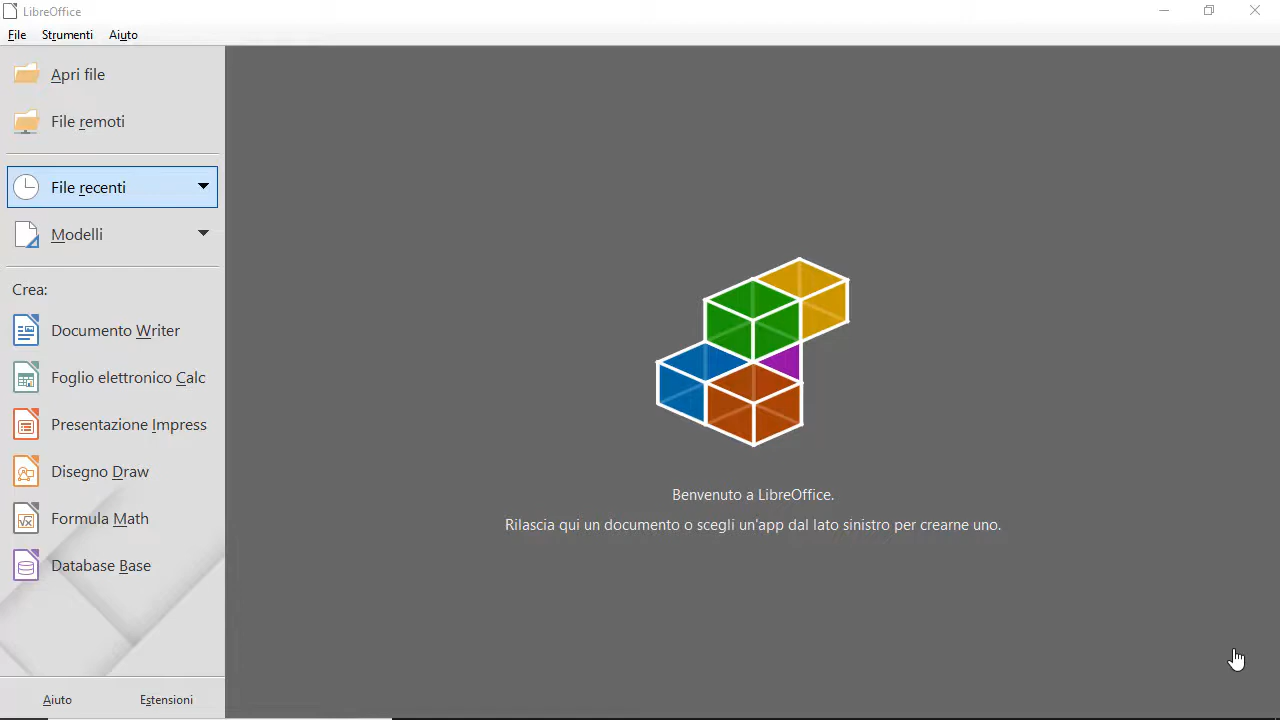 LibreOffice
File Strumenti Aiuto
Apri file
File remoti
File recenti
Modelli
Crea:
Documento Writer
Foglio elettronico Calc
Presentazione Impress
Disegno Draw
Formula Math
Database Base
Aiuto Estensioni
Benvenuto a LibreOffice.
Rilascia qui un documento o scegli un'app dal lato sinistro per crearne uno.